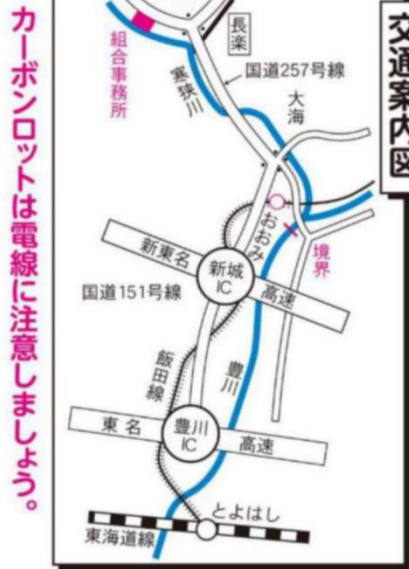 交通案内図
長楽
組合事務所
国道257号線
寒狭川
大海
おおみ
境界
新東名
新城
IC
高速
国道151号線
飯田線
豊川
東名
豊川
IC
高速
とよはし
東海道線
カーボンロットは電線に注意しましょう。